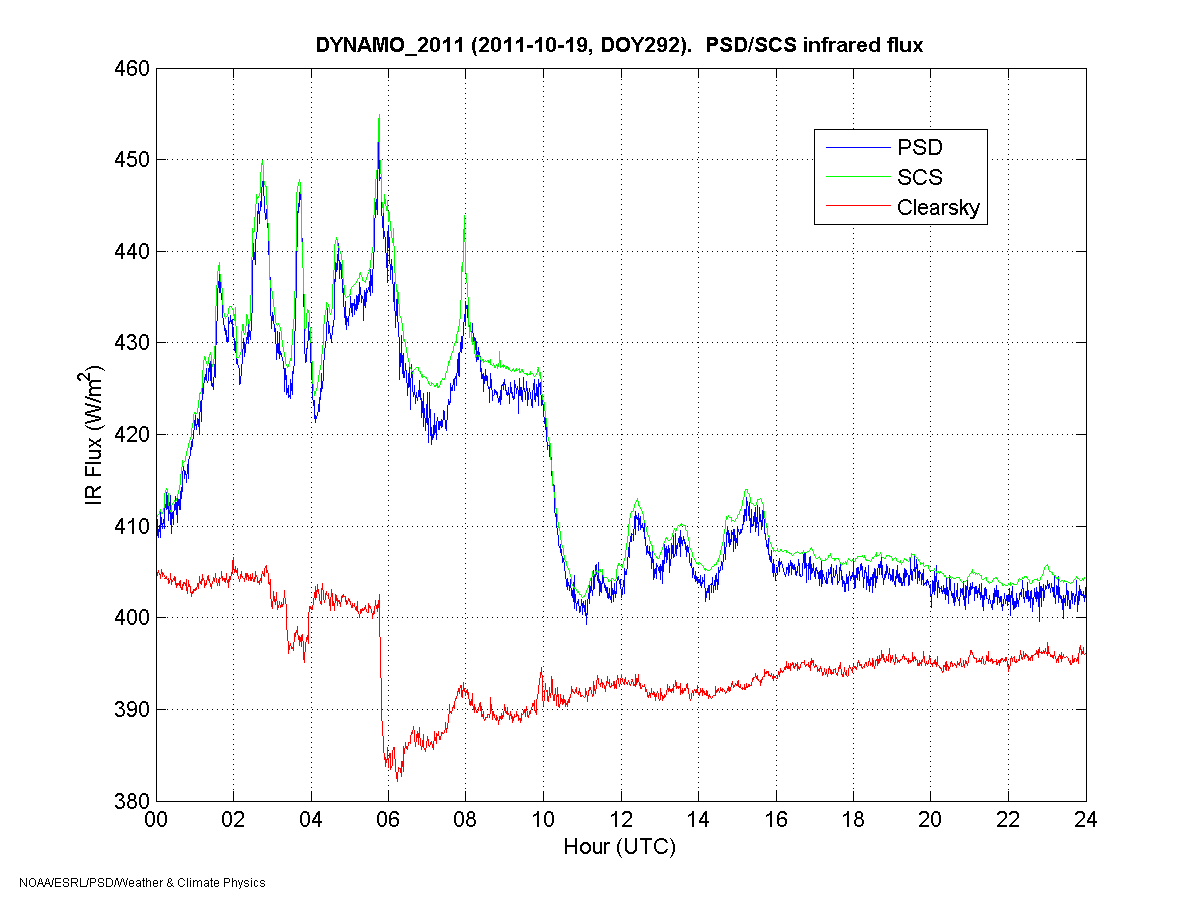 DYNAMO_2011 (2011-10-19, DOY292).  PSD/SCS infrared flux
460
450
440
430
420
410
400
390
380
IR Flux (W/m²)
PSD
SCS
Clearsky
00 02 04 06 08 10 12 14 16 18 20 22 24
Hour (UTC)
NOAA/ESRL/PSD/Weather & Climate Physics